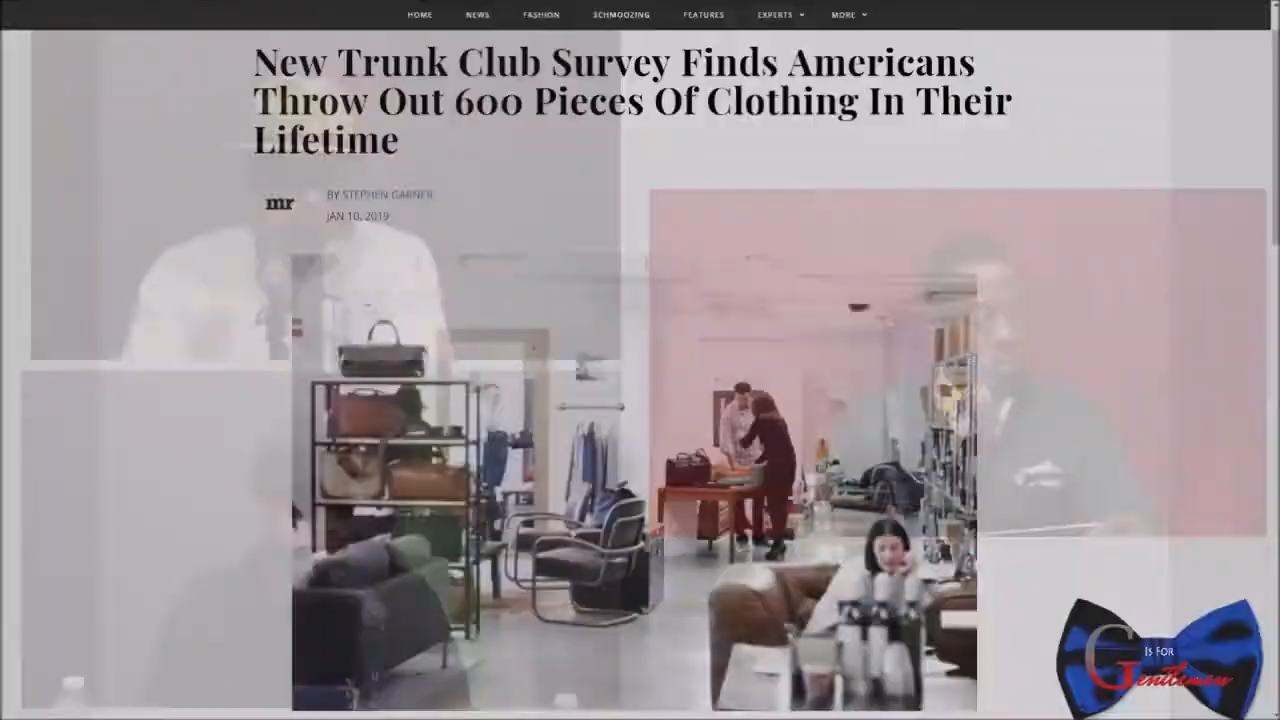 HOME NEWS FASHION SCHMOOZING FEATURES EXPERTS MORE
New Trunk Club Survey Finds Americans
Throw Out 600 Pieces Of Clothing In Their
Lifetime
mr
BY STEPHEN GARNER
JAN 10, 2019
G IS FOR
Gentlemen